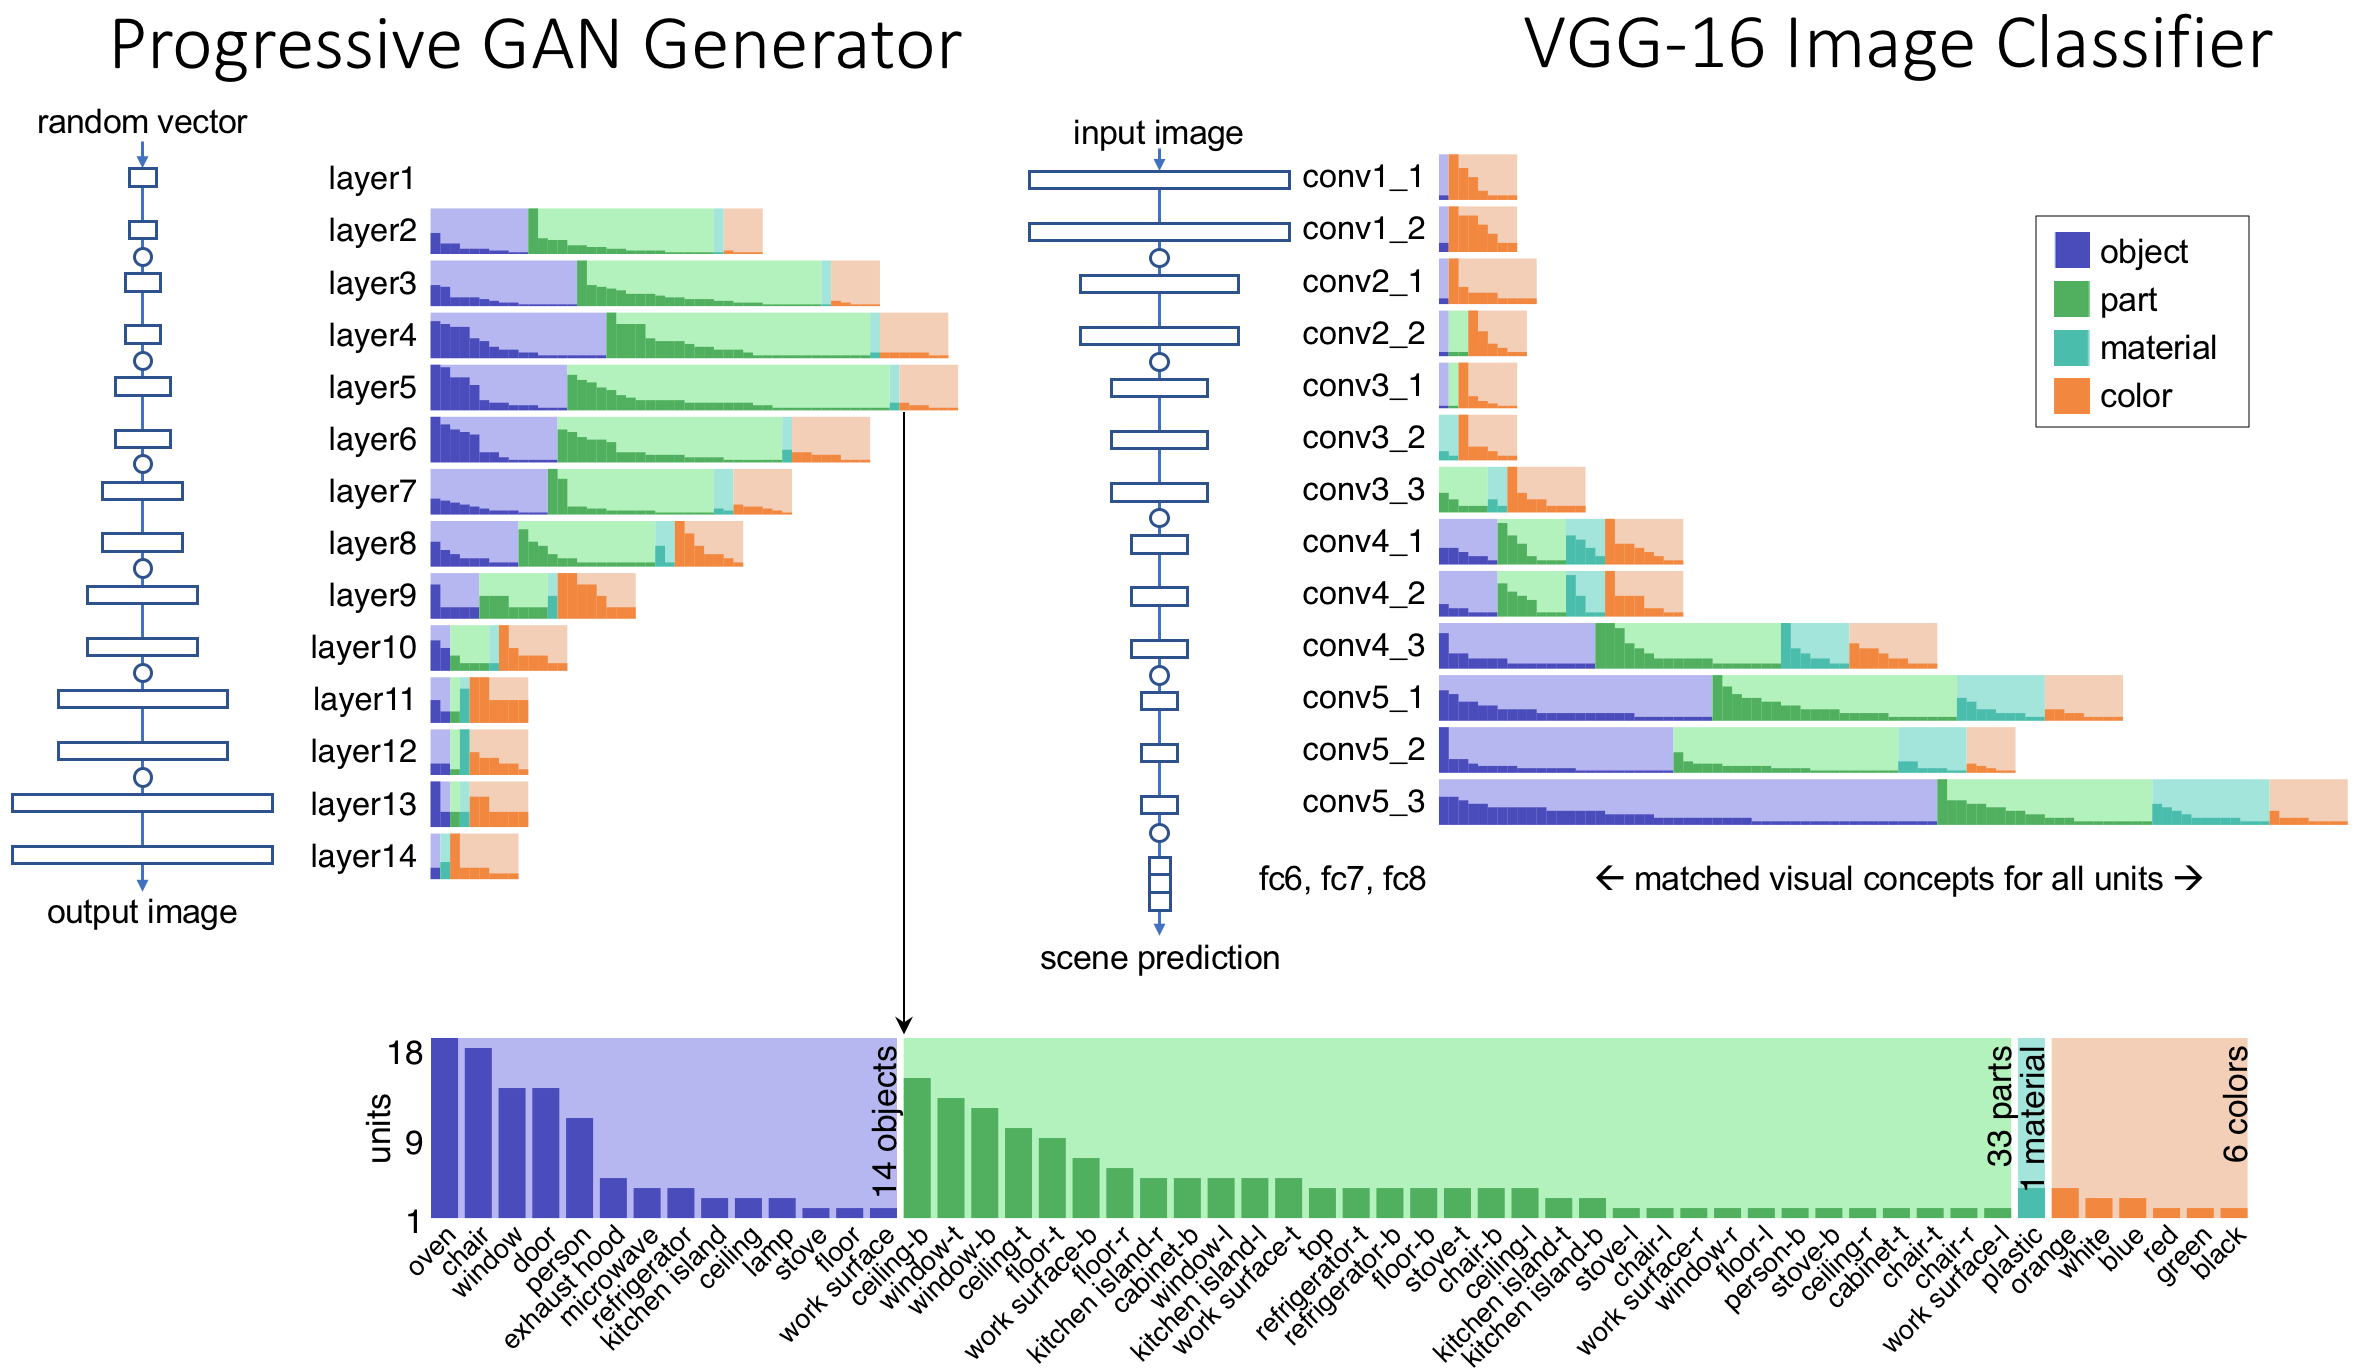 Progressive GAN Generator
VGG-16 Image Classifier
random vector
layer1
layer2
layer3
layer4
layer5
layer6
layer7
layer8
layer9
layer10
layer11
layer12
layer13
layer14
output image
input image
conv1_1
conv1_2
conv2_1
conv2_2
conv3_1
conv3_2
conv3_3
conv4_1
conv4_2
conv4_3
conv5_1
conv5_2
conv5_3
fc6, fc7, fc8
scene prediction
object
part
material
color
← matched visual concepts for all units →
units
18
9
1
14 objects
33 parts
1 material
6 colors
oven
chair
window
door
person
exhaust hood
microwave
refrigerator
kitchen island
ceiling
lamp
stove
floor
work surface
ceiling-b
window-t
window-b
ceiling-t
floor-t
work surface-b
floor-r
kitchen island-r
cabinet-b
window-l
kitchen island-l
work surface-t
top
refrigerator-t
refrigerator-b
floor-b
stove-t
chair-b
ceiling-l
kitchen island-t
kitchen island-b
stove-l
chair-l
work surface-r
window-r
floor-l
person-b
stove-b
ceiling-r
cabinet-t
chair-t
chair-r
work surface-l
plastic
orange
white
blue
red
green
black